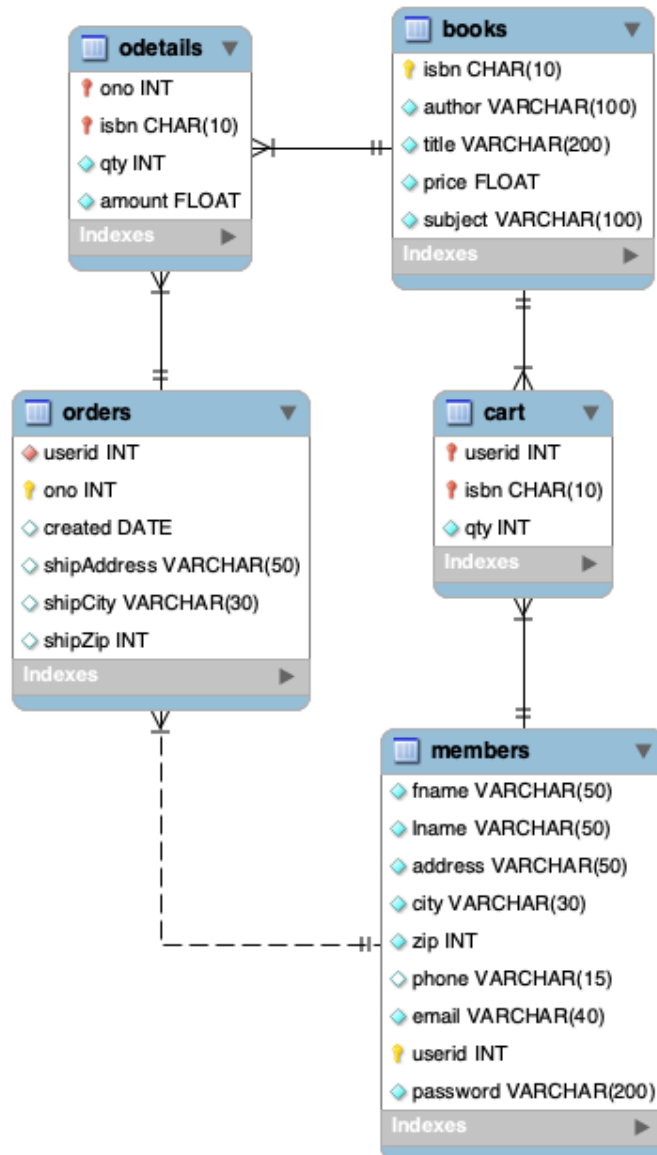 odetails
ono INT
isbn CHAR(10)
qty INT
amount FLOAT
Indexes
books
isbn CHAR(10)
author VARCHAR(100)
title VARCHAR(200)
price FLOAT
subject VARCHAR(100)
Indexes
orders
userid INT
ono INT
created DATE
shipAddress VARCHAR(50)
shipCity VARCHAR(30)
shipZip INT
Indexes
cart
userid INT
isbn CHAR(10)
qty INT
Indexes
members
fname VARCHAR(50)
lname VARCHAR(50)
address VARCHAR(50)
city VARCHAR(30)
zip INT
phone VARCHAR(15)
email VARCHAR(40)
userid INT
password VARCHAR(200)
Indexes